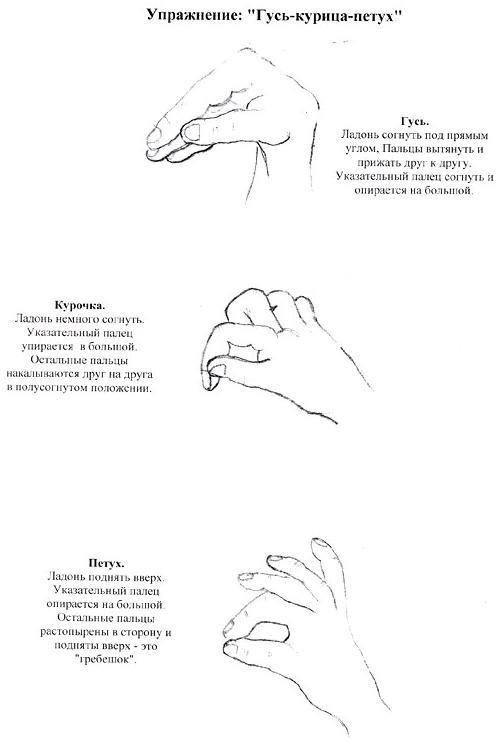 Упражнение: "Гусь-курица-петух"
Гусь.
Ладонь согнуть под прямым
углом, Пальцы вытянуть и
прижать друг к другу.
Указательный палец согнуть и
опирается на большой.
Курочка.
Ладонь немного согнуть.
Указательный палец
упирается в большой.
Остальные пальцы
накалываются друг на друга
в полусогнутом положении.
Петух.
Ладонь поднять вверх.
Указательный палец
опирается на большой.
Остальные пальцы
растопырены в сторону и
подняты вверх - это
"гребешок".